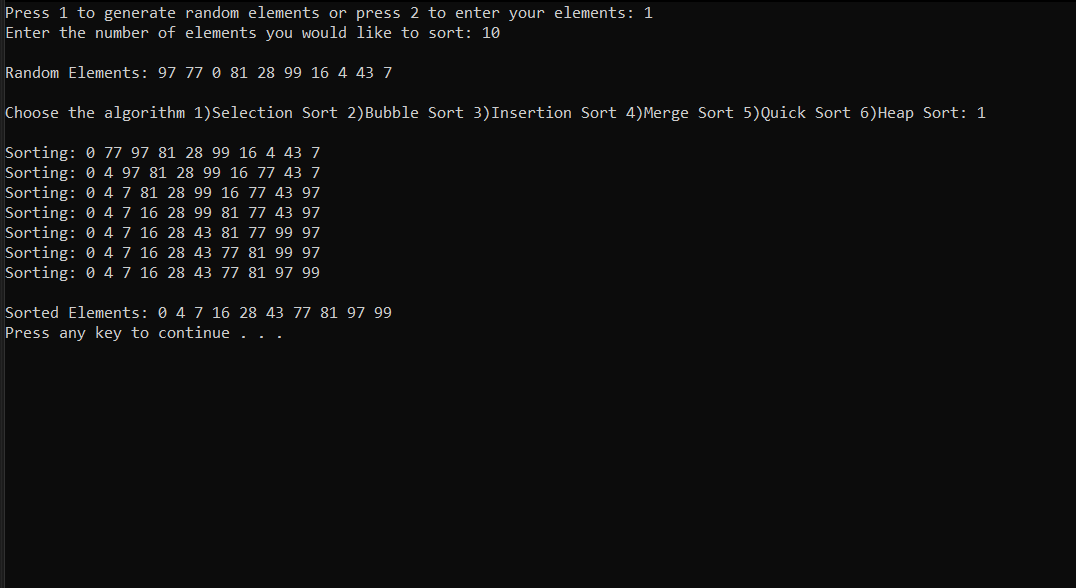 Press 1 to generate random elements or press 2 to enter your elements: 1
Enter the number of elements you would like to sort: 10
Random Elements: 97 77 0 81 28 99 16 4 43 7
Choose the algorithm 1)Selection Sort 2)Bubble Sort 3)Insertion Sort 4)Merge Sort 5)Quick Sort 6)Heap Sort: 1
Sorting: 0 77 97 81 28 99 16 4 43 7
Sorting: 0 4 97 81 28 99 16 77 43 7
Sorting: 0 4 7 81 28 99 16 77 43 97
Sorting: 0 4 7 16 28 99 81 77 43 97
Sorting: 0 4 7 16 28 43 81 77 99 97
Sorting: 0 4 7 16 28 43 77 81 99 97
Sorting: 0 4 7 16 28 43 77 81 97 99
Sorted Elements: 0 4 7 16 28 43 77 81 97 99
Press any key to continue . . .